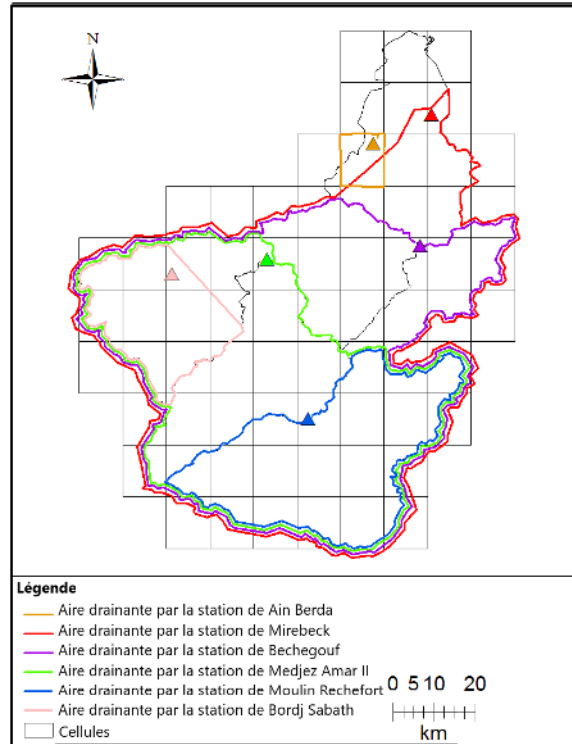 N
Légende
Aire drainante par la station de Ain Berda
Aire drainante par la station de Mirebeck
Aire drainante par la station de Bechegouf
Aire drainante par la station de Medjez Amar II
Aire drainante par la station de Moulin Rechefort
Aire drainante par la station de Bordj Sabath
Cellules
0 5 10 20
km